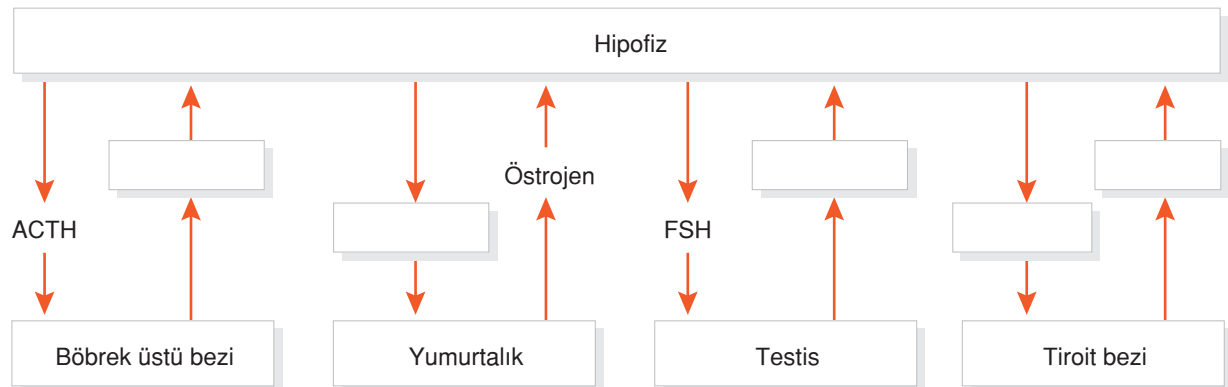 Hipofiz
Östrojen
ACTH
FSH
Böbrek üstü bezi
Yumurtalık
Testis
Tiroit bezi